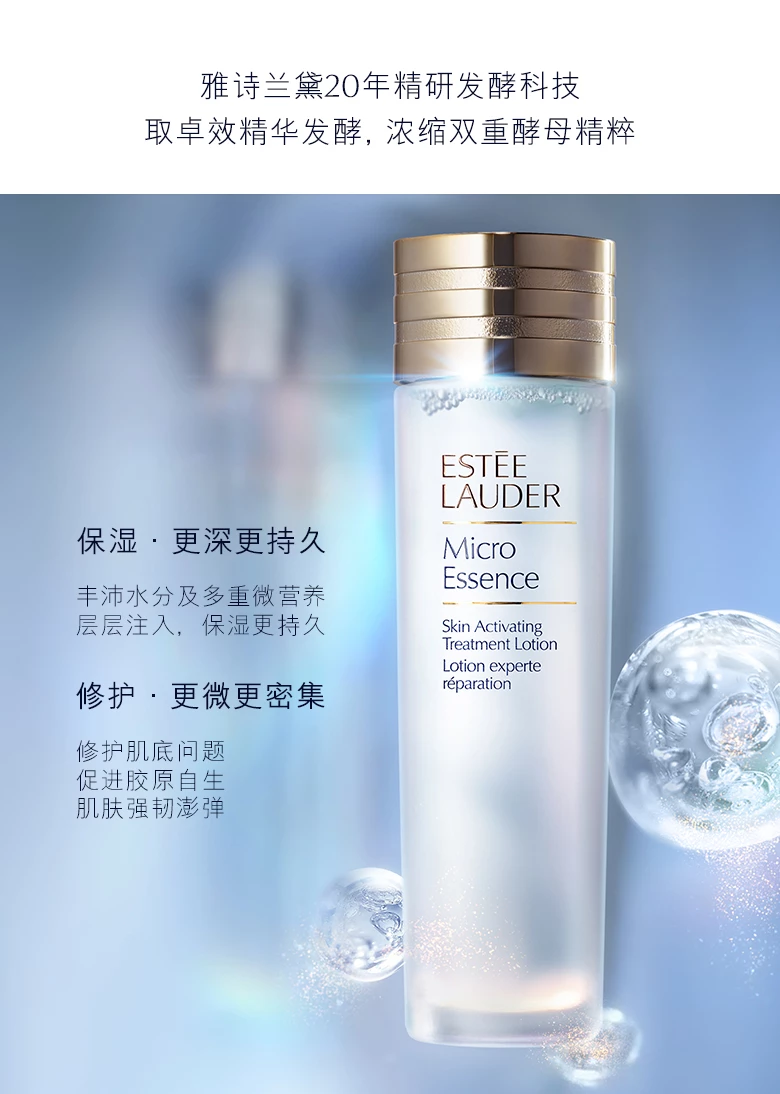 雅诗兰黛20年精研发酵科技
取卓效精华发酵, 浓缩双重酵母精粹
ESTĒE
LAUDER
Micro
Essence
Skin Activating
Treatment Lotion
Lotion experte
réparation
保湿 · 更深更持久
丰沛水分及多重微营养
层层注入, 保湿更持久
修护 · 更微更密集
修护肌底问题
促进胶原自生
肌肤强韧澎弹